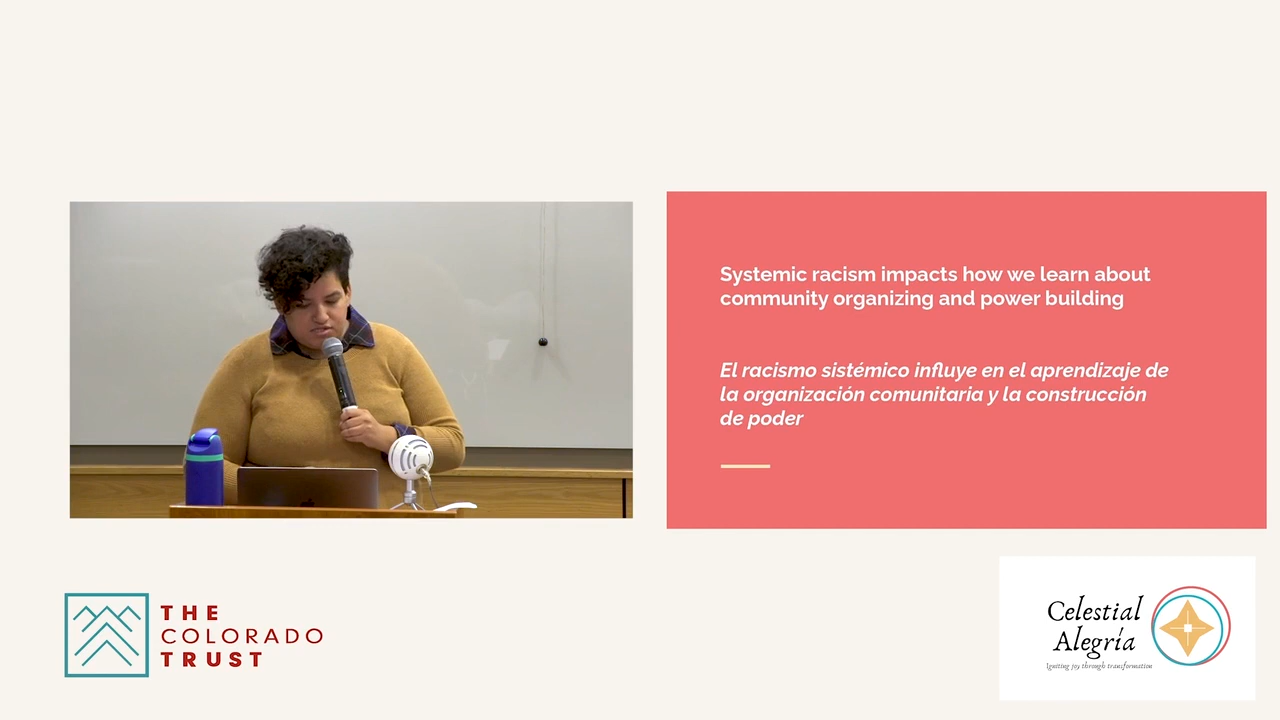 Systemic racism impacts how we learn about
community organizing and power building
El racismo sistémico influye en el aprendizaje de
la organización comunitaria y la construcción
de poder
THE
COLORADO
TRUST
Celestial
Alegría
Igniting joy through transformation